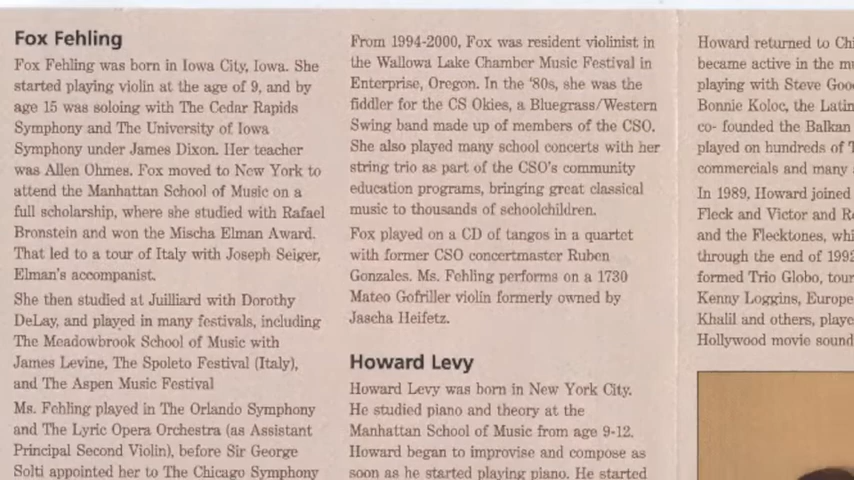 Fox Fehling
Fox Fehling was born in Iowa City, Iowa. She
started playing violin at the age of 9, and by
age 15 was soloing with The Cedar Rapids
Symphony and The University of Iowa
Symphony under James Dixon. Her teacher
was Allen Ohmes. Fox moved to New York to
attend the Manhattan School of Music on a
full scholarship, where she studied with Rafael
Bronstein and won the Mischa Elman Award.
That led to a tour of Italy with Joseph Seiger,
Elman's accompanist.
She then studied at Juilliard with Dorothy
DeLay, and played in many festivals, including
The Meadowbrook School of Music with
James Levine, The Spoleto Festival (Italy),
and The Aspen Music Festival
Ms. Fehling played in The Orlando Symphony
and The Lyric Opera Orchestra (as Assistant
Principal Second Violin), before Sir George
Solti appointed her to The Chicago Symphony
From 1994-2000, Fox was resident violinist in
the Wallowa Lake Chamber Music Festival in
Enterprise, Oregon. In the '80s, she was the
fiddler for the CS Okies, a Bluegrass/Western
Swing band made up of members of the CSO.
She also played many school concerts with her
string trio as part of the CSO's community
education programs, bringing great classical
music to thousands of schoolchildren.
Fox played on a CD of tangos in a quartet
with former CSO concertmaster Ruben
Gonzales. Ms. Fehling performs on a 1730
Mateo Gofriller violin formerly owned by
Jascha Heifetz.
Howard Levy
Howard Levy was born in New York City.
He studied piano and theory at the
Manhattan School of Music from age 9-12.
Howard began to improvise and compose as
soon as he started playing piano. He started
Howard returned to Chi
became active in the mu
playing with Steve Goo
Bonnie Koloc, the Latin
co- founded the Balkan
played on hundreds of
commercials and many
In 1989, Howard joined
Fleck and Victor and R
and the Flecktones, whi
through the end of 1992
formed Trio Globo, tour
Kenny Loggins, Europe
Khalil and others, playe
Hollywood movie sound